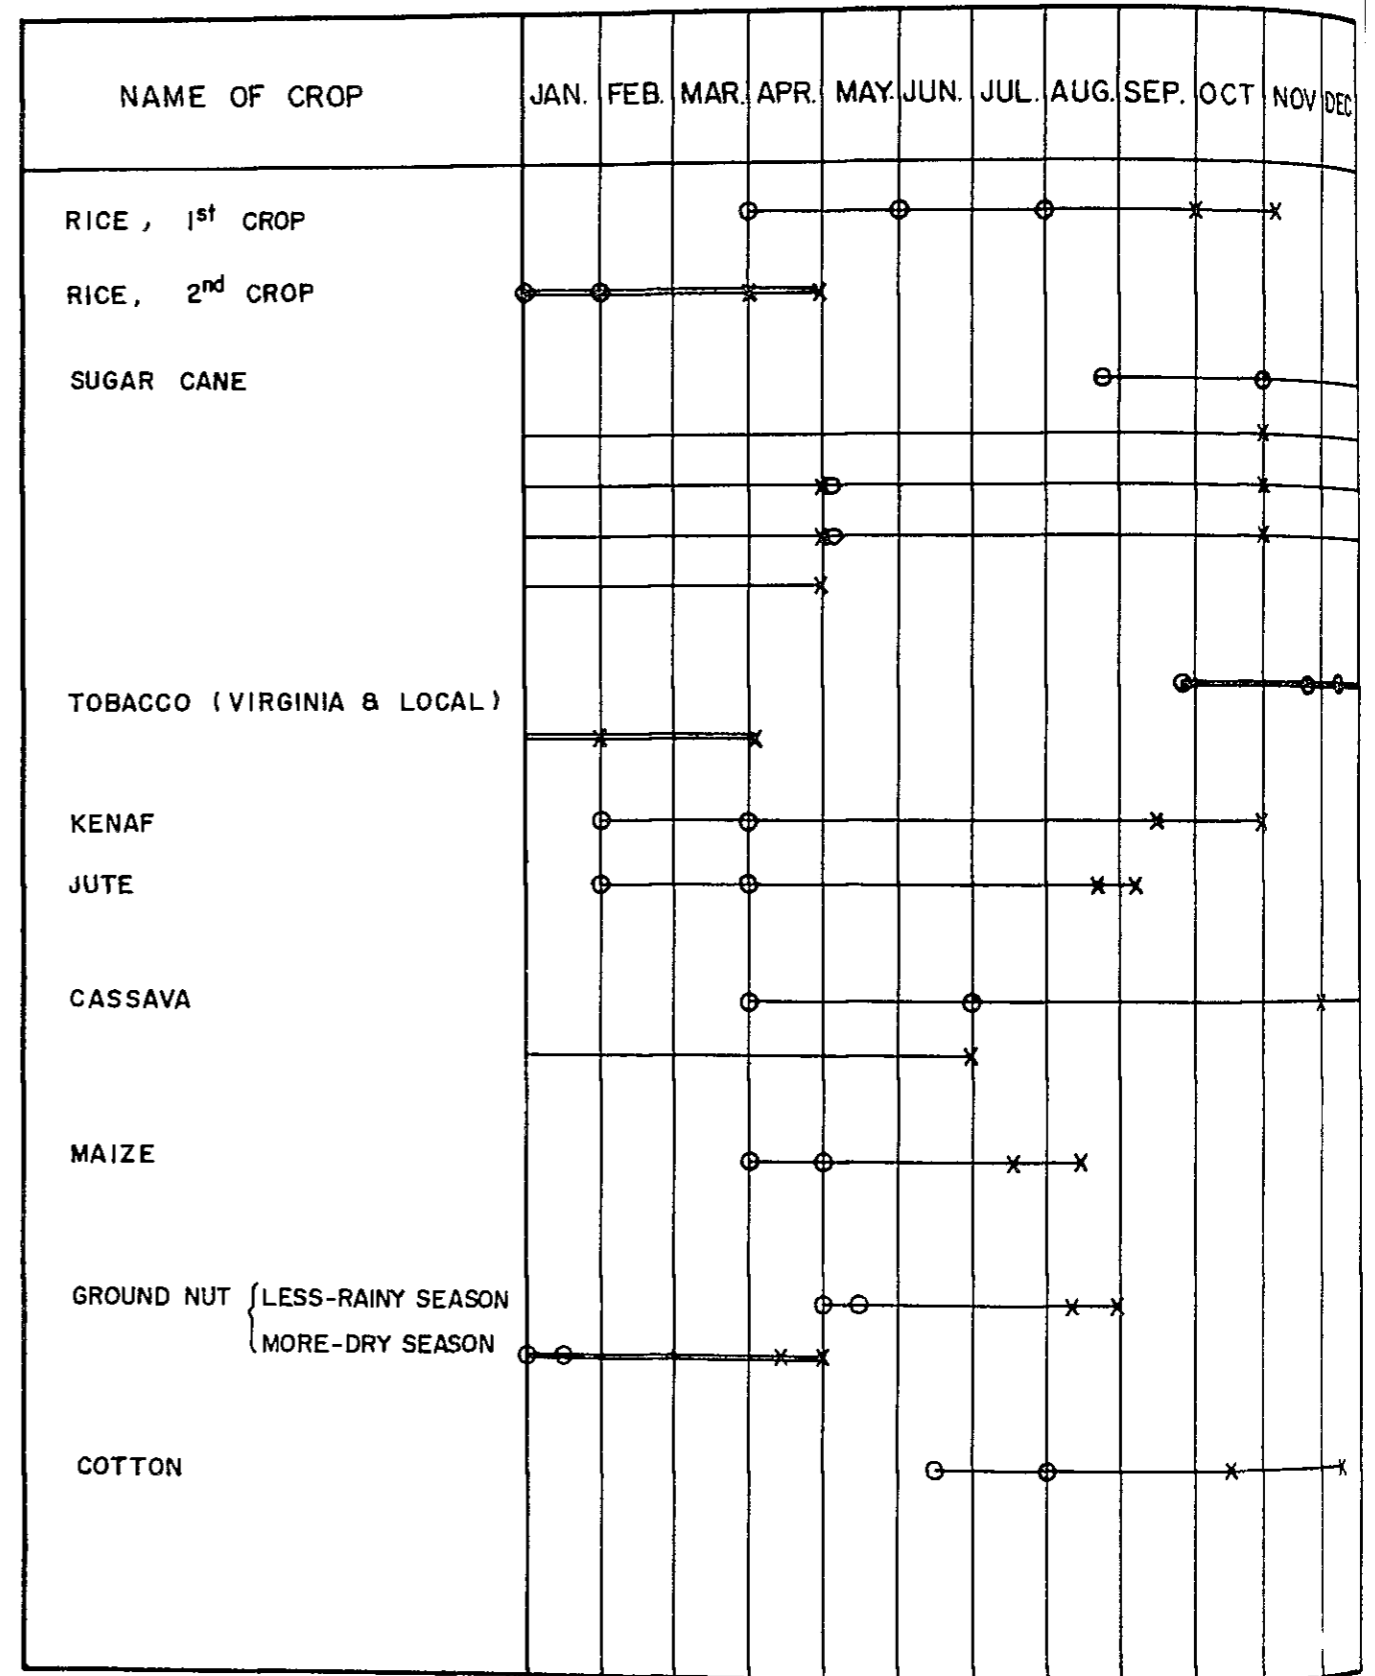 NAME OF CROP JAN. FEB. MAR. APR. MAY. JUN. JUL. AUG. SEP. OCT NOV DEC
RICE, 1st CROP
RICE, 2nd CROP
SUGAR CANE
TOBACCO (VIRGINIA & LOCAL)
KENAF
JUTE
CASSAVA
MAIZE
GROUND NUT { LESS-RAINY SEASON
MORE-DRY SEASON
COTTON